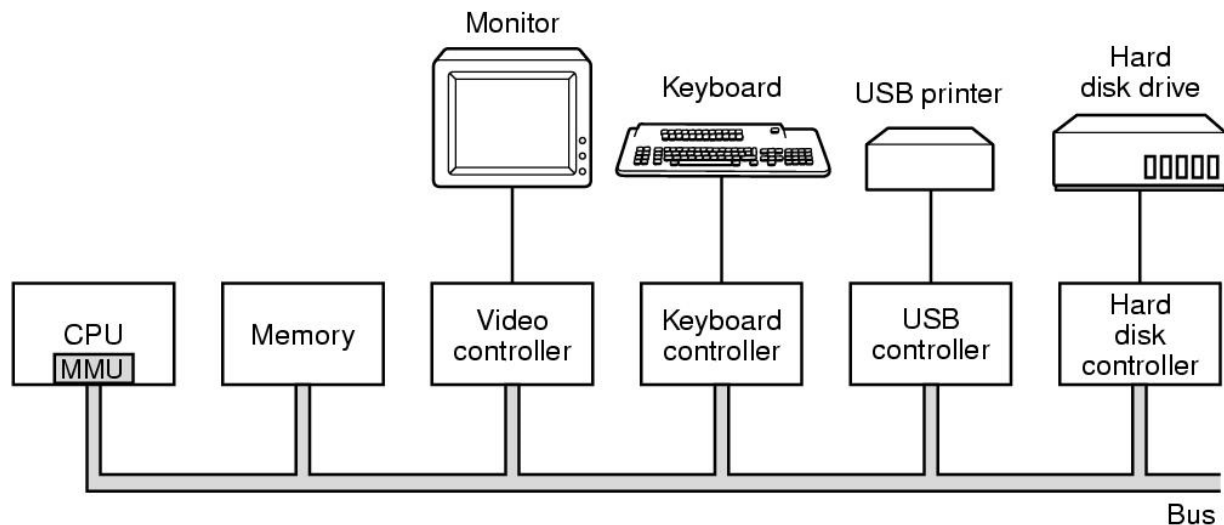 Monitor
Keyboard
USB printer
Hard
disk drive
CPU
MMU
Memory
Video
controller
Keyboard
controller
USB
controller
Hard
disk
controller
Bus